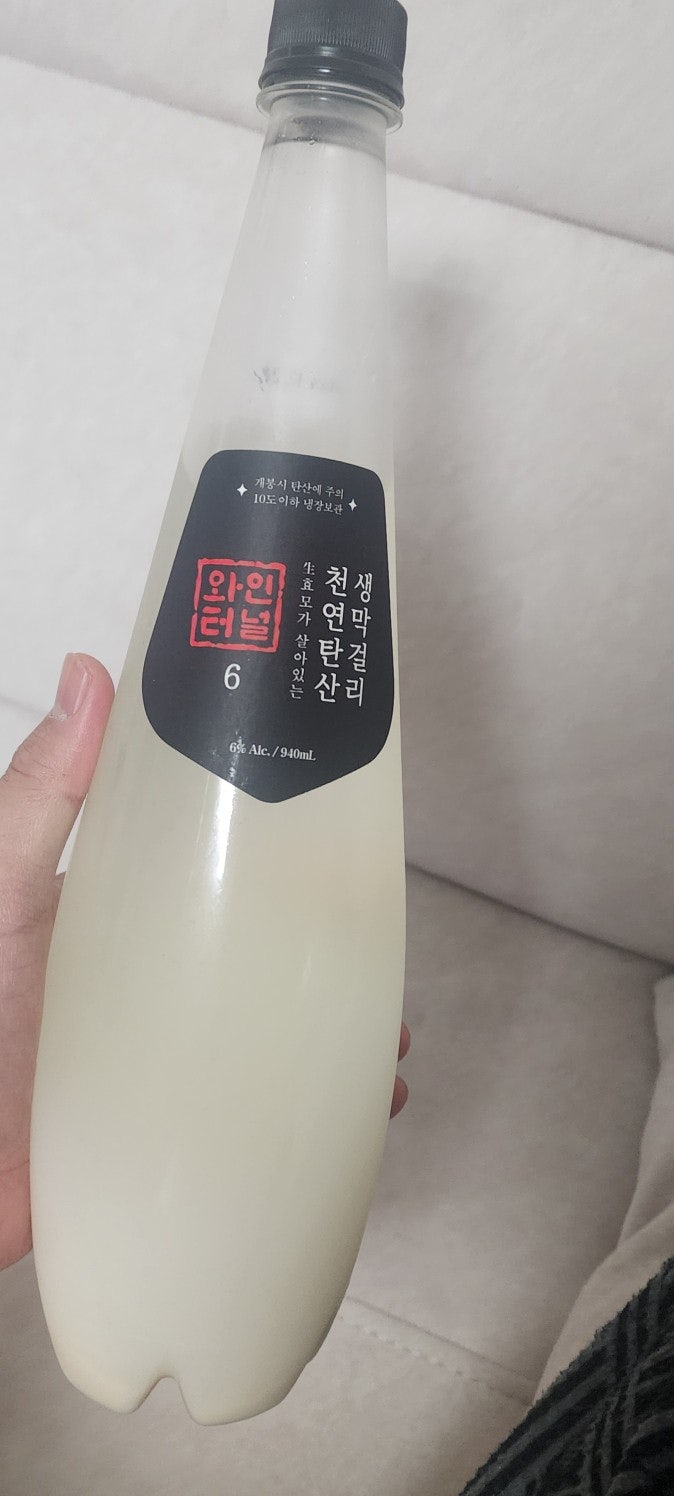 개봉시 탄산에 주의
10도이하 냉장보관
와인
터널
6
生효모가 살아있는
천연탄산
생막걸리
6% Alc. / 940mL